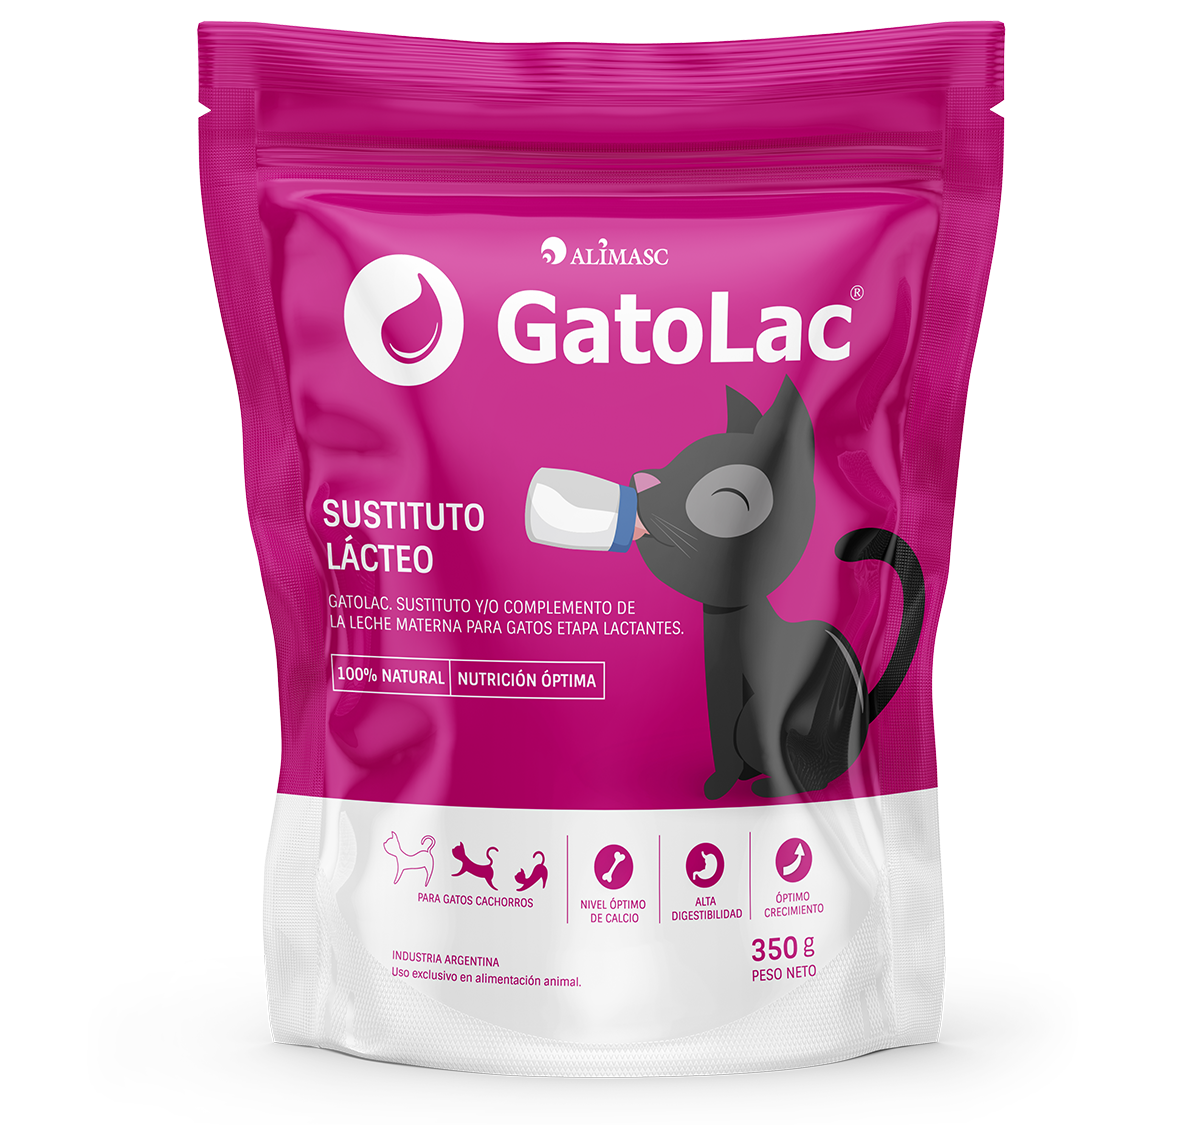 ALIMASC
GatoLac®
SUSTITUTO
LÁCTEO
GATOLAC. SUSTITUTO Y/O COMPLEMENTO DE
LA LECHE MATERNA PARA GATOS ETAPA LACTANTES.
100% NATURAL NUTRICIÓN ÓPTIMA
PARA GATOS CACHORROS
NIVEL ÓPTIMO
DE CALCIO
ALTA
DIGESTIBILIDAD
ÓPTIMO
CRECIMIENTO
350 g
PESO NETO
INDUSTRIA ARGENTINA
Uso exclusivo en alimentación animal.